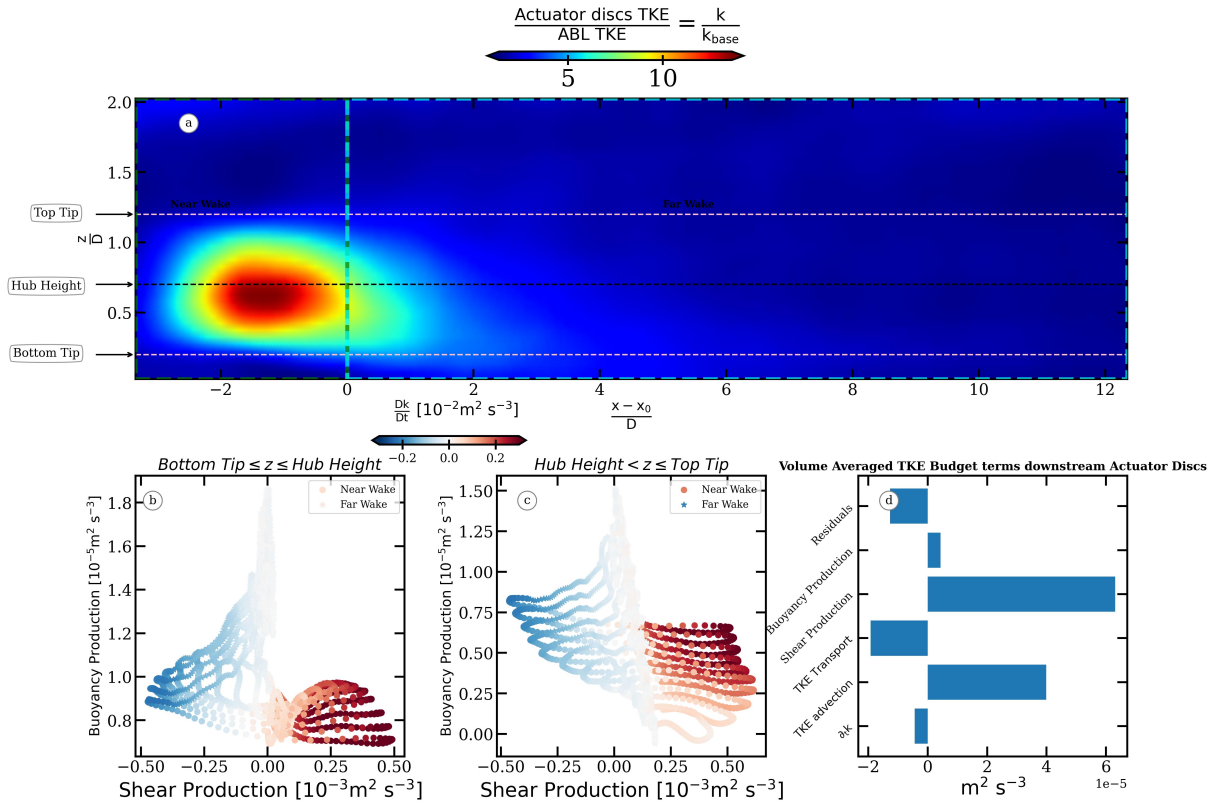 Actuator discs TKE / ABL TKE = k / k_base
5 10
a
2.0
1.5
1.0
0.5
z/D
Top Tip
Hub Height
Bottom Tip
Near Wake Far Wake
−2 0 2 4 6 8 10 12
x − x₀ / D
Dk/Dt [10⁻²m² s⁻³]
−0.2 0.0 0.2
Bottom Tip ≤ z ≤ Hub Height
b
Near Wake
Far Wake
Buoyancy Production [10⁻⁵m² s⁻³]
1.8
1.6
1.4
1.2
1.0
0.8
−0.50 −0.25 0.00 0.25 0.50
Shear Production [10⁻³m² s⁻³]
Hub Height < z ≤ Top Tip
c
Near Wake
Far Wake
Buoyancy Production [10⁻⁵m² s⁻³]
1.50
1.25
1.00
0.75
0.50
0.25
0.00
−0.50 −0.25 0.00 0.25 0.50
Shear Production [10⁻³m² s⁻³]
Volume Averaged TKE Budget terms downstream Actuator Discs
d
Residuals
Buoyancy Production
Shear Production
TKE Transport
TKE advection
∂k
−2 0 2 4 6
1e−5
m² s⁻³